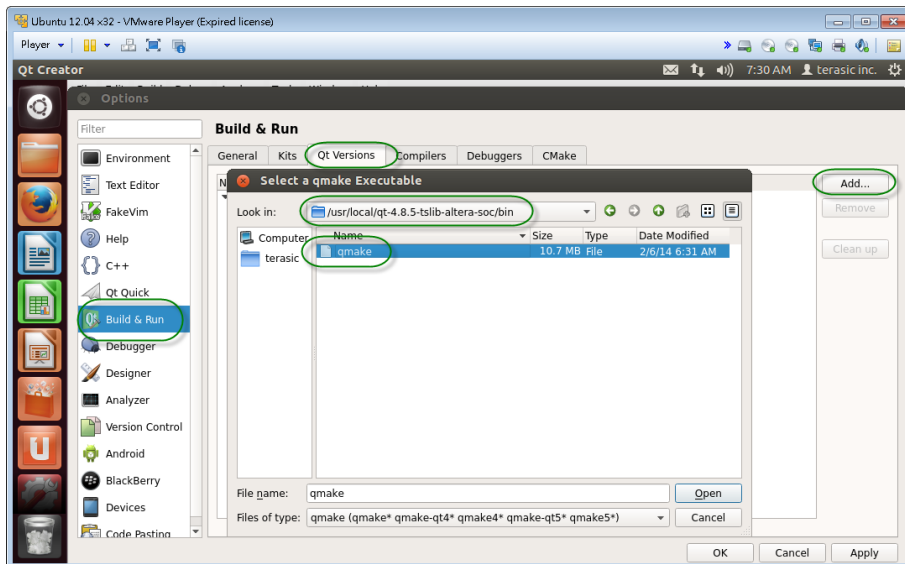 Ubuntu 12.04 x32 - VMware Player (Expired license)
Player
Qt Creator
7:30 AM
terasic inc.
Options
Filter
Build & Run
Environment
Text Editor
FakeVim
Help
C++
Qt Quick
Build & Run
Debugger
Designer
Analyzer
Version Control
Android
BlackBerry
Devices
Code Pasting
General Kits Qt Versions Compilers Debuggers CMake
Add...
Remove
Clean up
Select a qmake Executable
Look in: /usr/local/qt-4.8.5-tslib-altera-soc/bin
Computer
terasic
Name Size Type Date Modified
qmake 10.7 MB File 2/6/14 6:31 AM
File name: qmake
Open
Files of type: qmake (qmake* qmake-qt4* qmake4* qmake-qt5* qmake5*)
Cancel
OK Cancel Apply